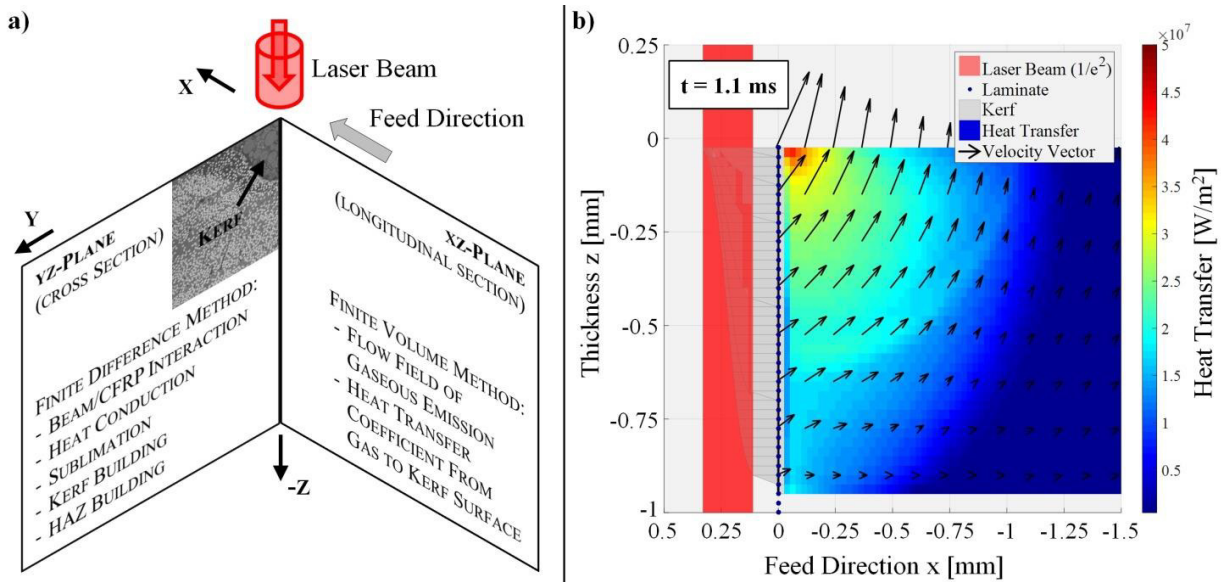 a)
Laser Beam
X
Feed Direction
Y
KERF
YZ-PLANE
(CROSS SECTION)
FINITE DIFFERENCE METHOD:
- BEAM/CFRP INTERACTION
- HEAT CONDUCTION
- SUBLIMATION
- KERF BUILDING
- HAZ BUILDING
XZ-PLANE
(LONGITUDINAL SECTION)
FINITE VOLUME METHOD:
- FLOW FIELD OF
GASEOUS EMISSION
- HEAT TRANSFER
COEFFICIENT FROM
GAS TO KERF SURFACE
-Z
b)
t = 1.1 ms
Laser Beam (1/e²)
Laminate
Kerf
Heat Transfer
Velocity Vector
0.25
0
-0.25
-0.5
-0.75
-1
Thickness z [mm]
0.5 0.25 0 -0.25 -0.5 -0.75 -1 -1.25 -1.5
Feed Direction x [mm]
×10⁷
5
4.5
4
3.5
3
2.5
2
1.5
1
0.5
Heat Transfer [W/m²]